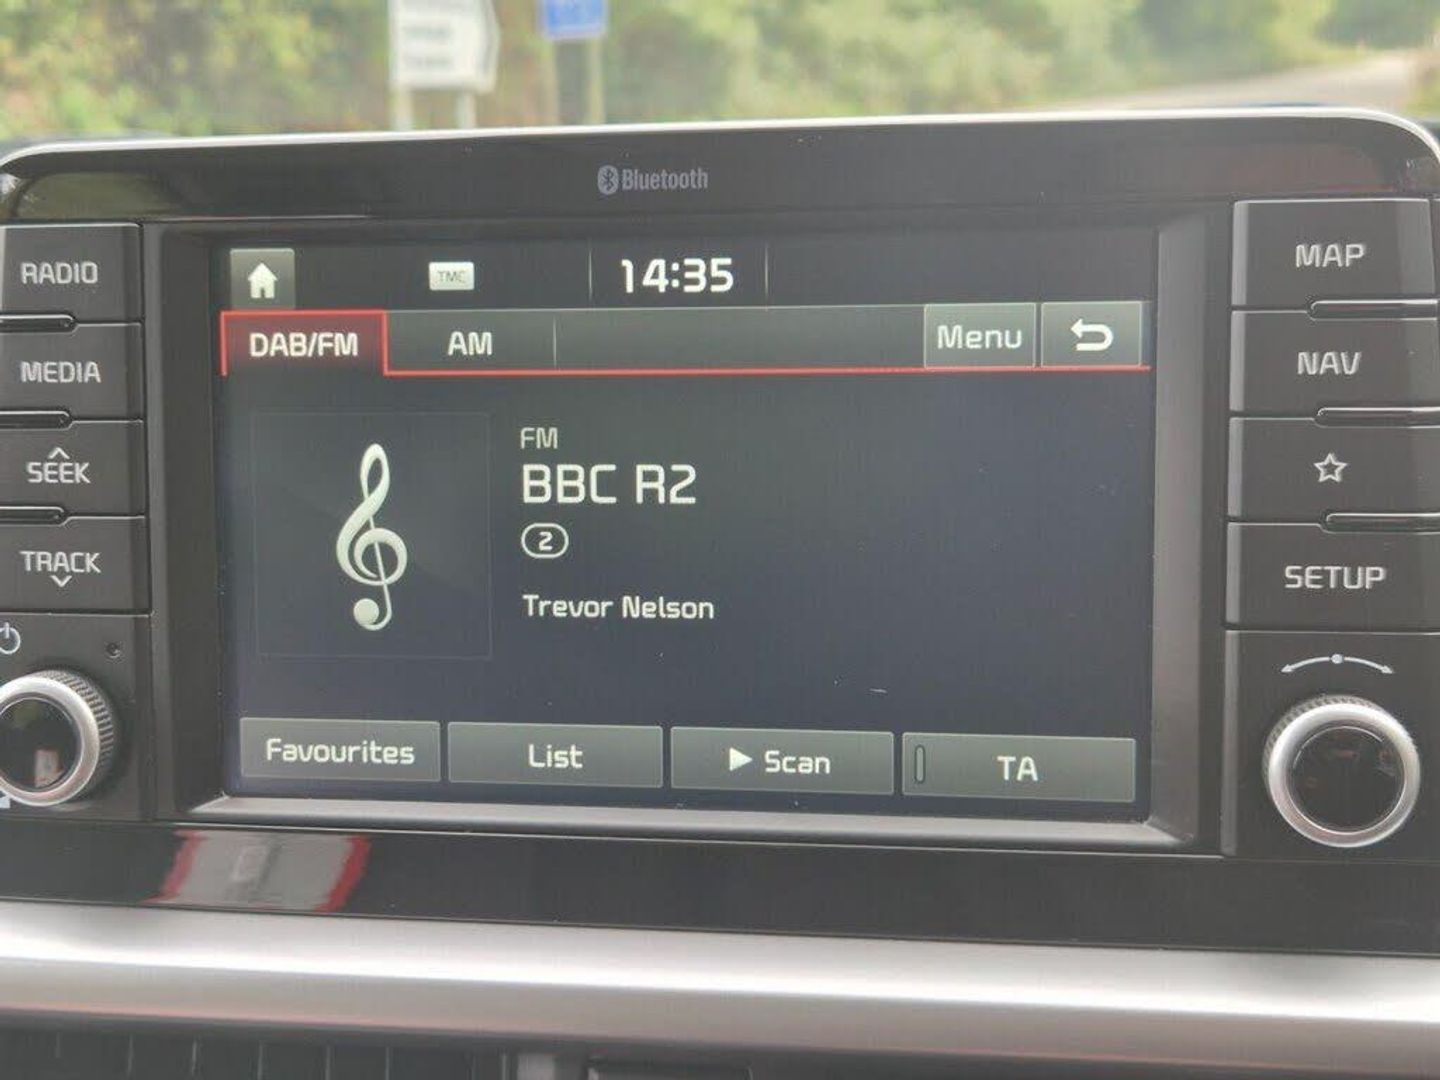 Bluetooth
RADIO
MEDIA
SEEK
TRACK
TMC
14:35
DAB/FM
AM
Menu
FM
BBC R2
2
Trevor Nelson
Favourites
List
Scan
TA
MAP
NAV
SETUP